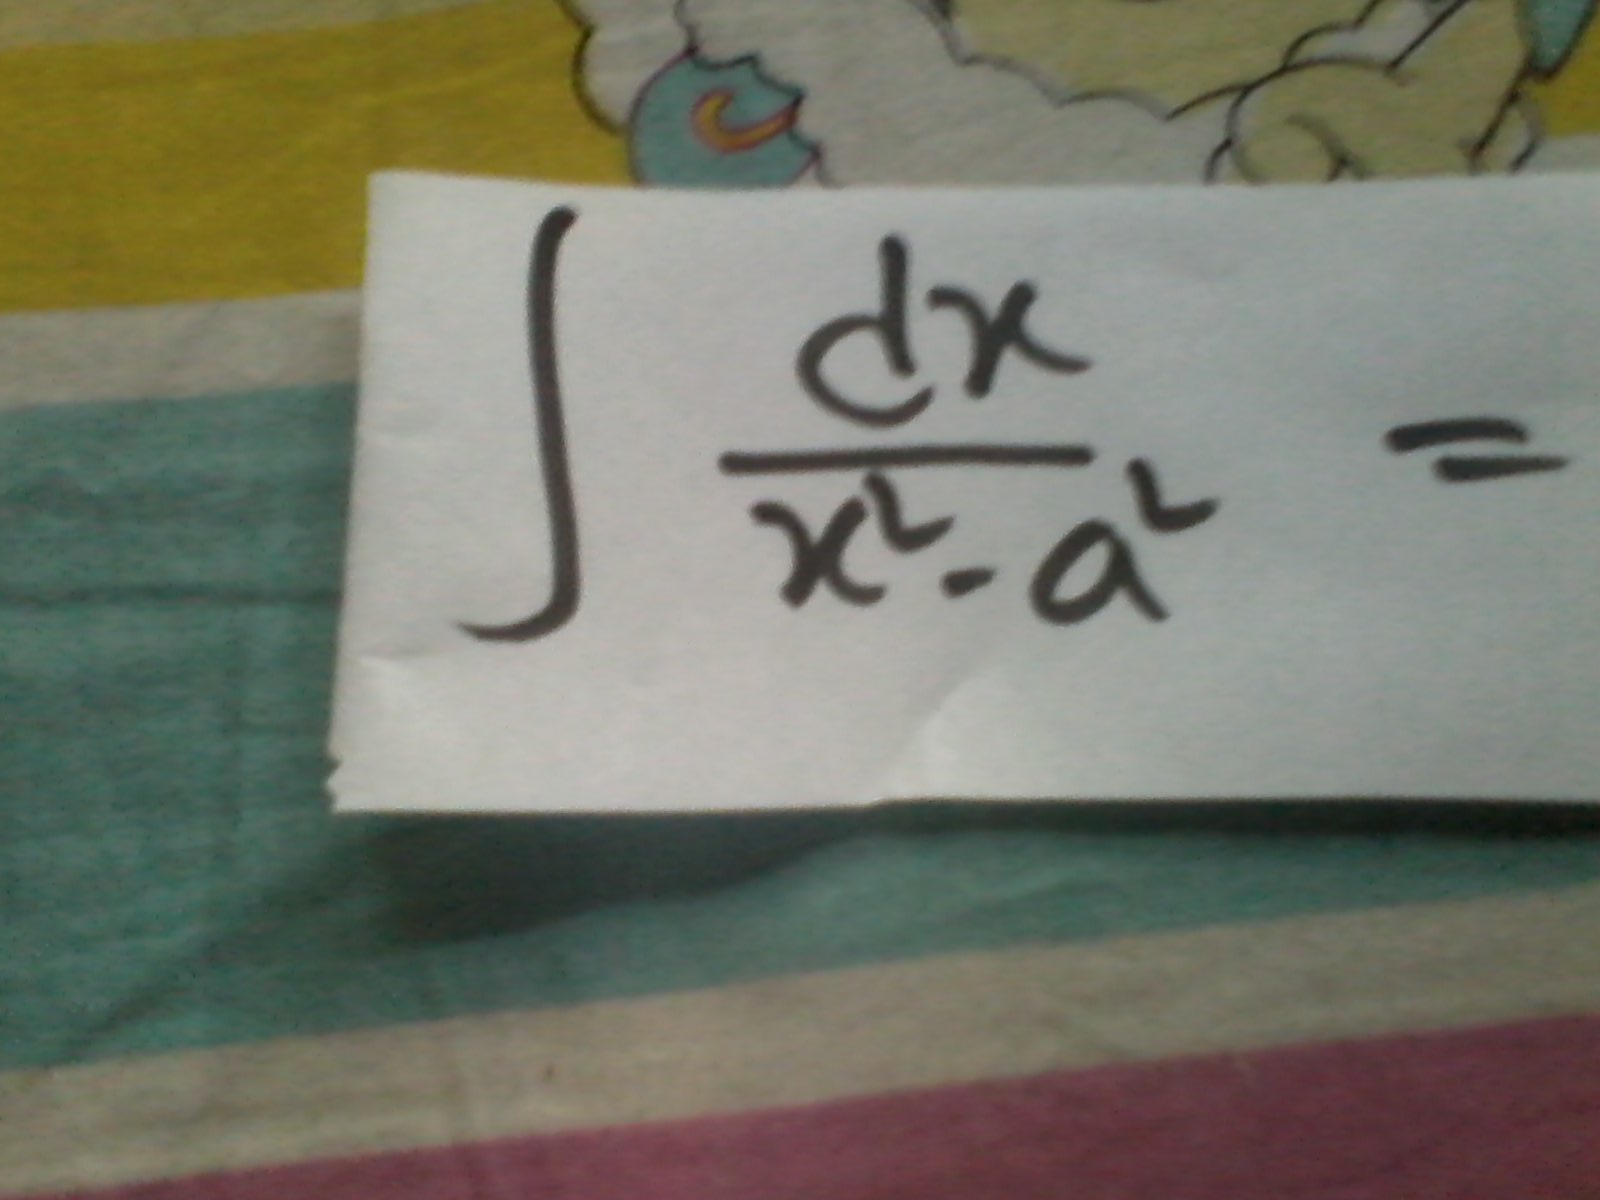 ∫ dx / x² - a² =